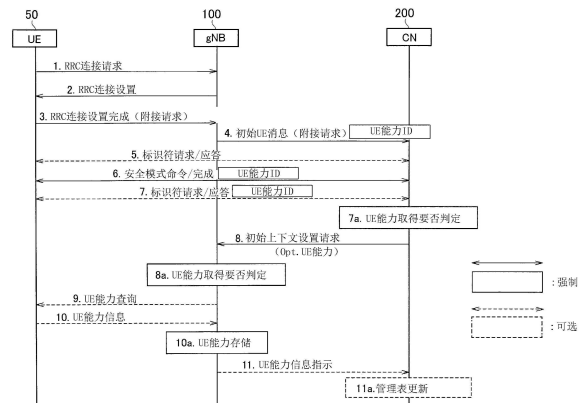 50 100 200
UE gNB CN
1. RRC连接请求
2. RRC连接设置
3. RRC连接设置完成（附接请求）
4. 初始UE消息（附接请求） UE能力ID
5. 标识符请求/应答
6. 安全模式命令/完成 UE能力ID
7. 标识符请求/应答 UE能力ID
7a. UE能力取得要否判定
8. 初始上下文设置请求
（Opt.UE能力）
8a. UE能力取得要否判定
9. UE能力查询
:强制
10. UE能力信息
:可选
10a. UE能力存储
11. UE能力信息指示
11a.管理表更新